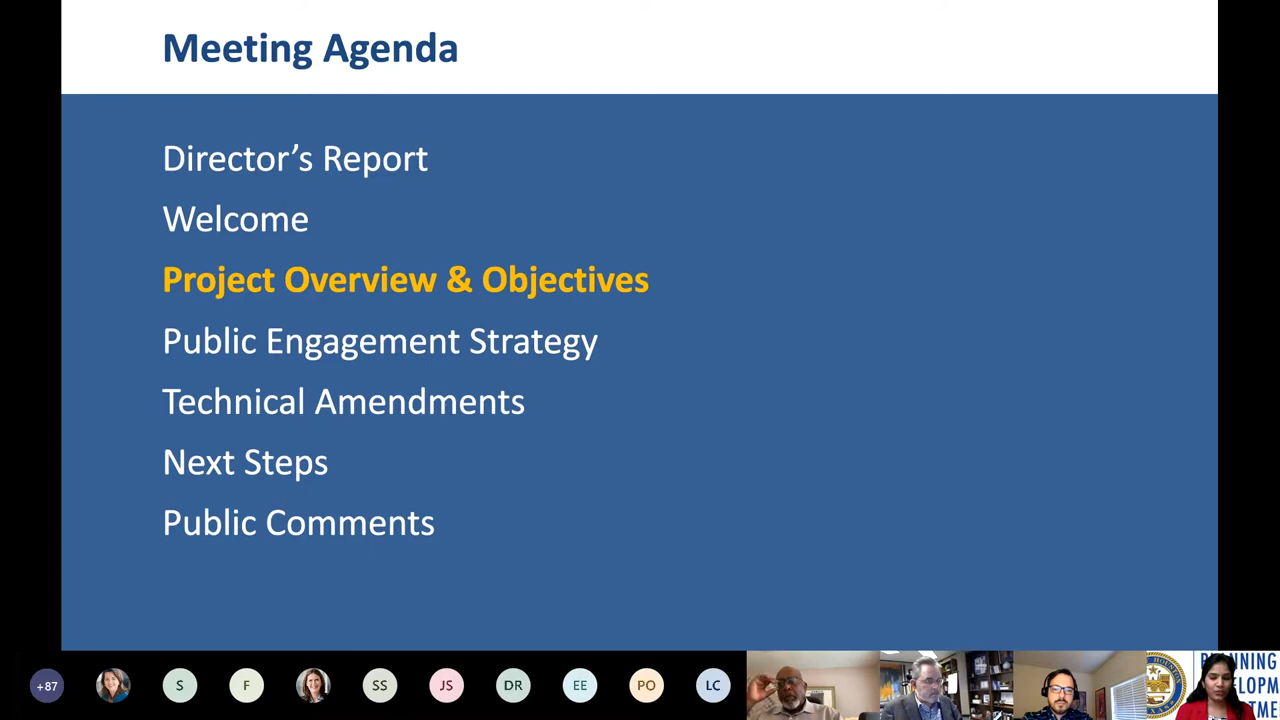 Meeting Agenda
Director’s Report
Welcome
Project Overview & Objectives
Public Engagement Strategy
Technical Amendments
Next Steps
Public Comments
+87
S
F
SS
JS
DR
EE
PO
LC